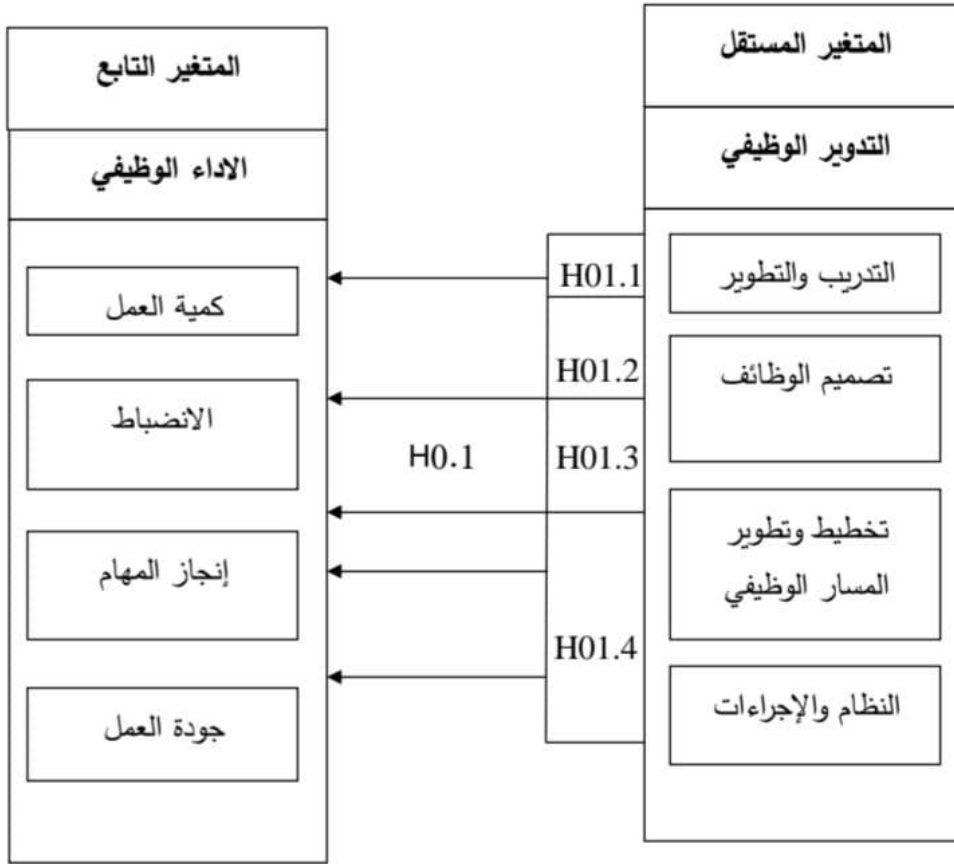 المتغير المستقل
التدوير الوظيفي
التدريب والتطوير
تصميم الوظائف
تخطيط وتطوير
المسار الوظيفي
النظام والإجراءات
H01.1
H01.2
H01.3
H01.4
H0.1
المتغير التابع
الاداء الوظيفي
كمية العمل
الانضباط
إنجاز المهام
جودة العمل